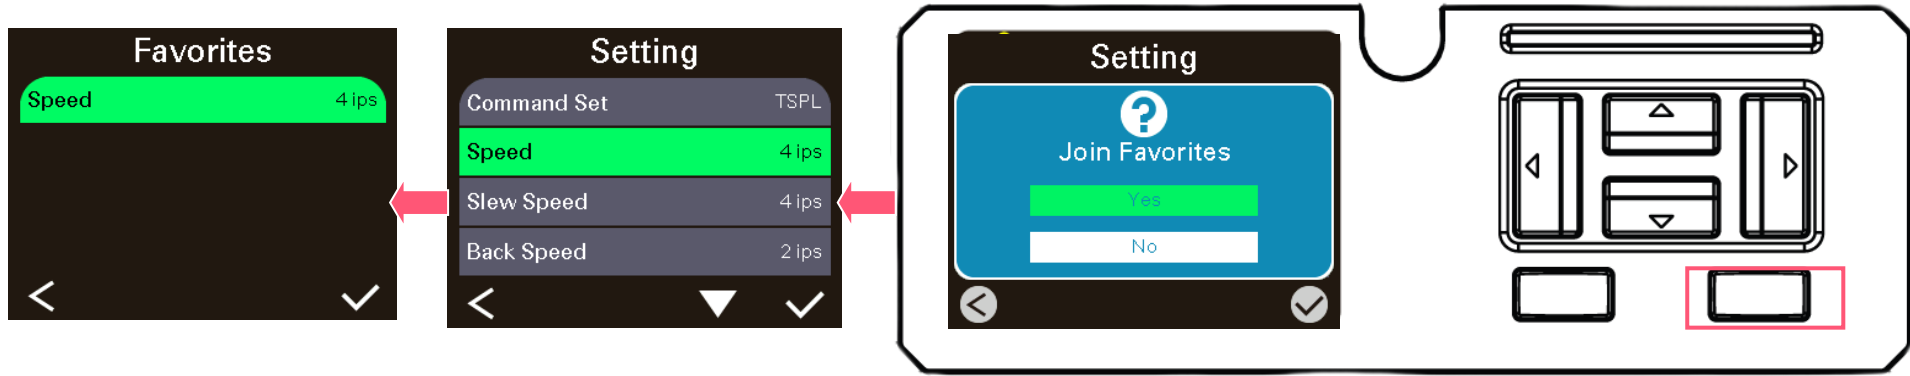 Favorites
Speed 4 ips
Setting
Command Set TSPL
Speed 4 ips
Slew Speed 4 ips
Back Speed 2 ips
Setting
?
Join Favorites
Yes
No